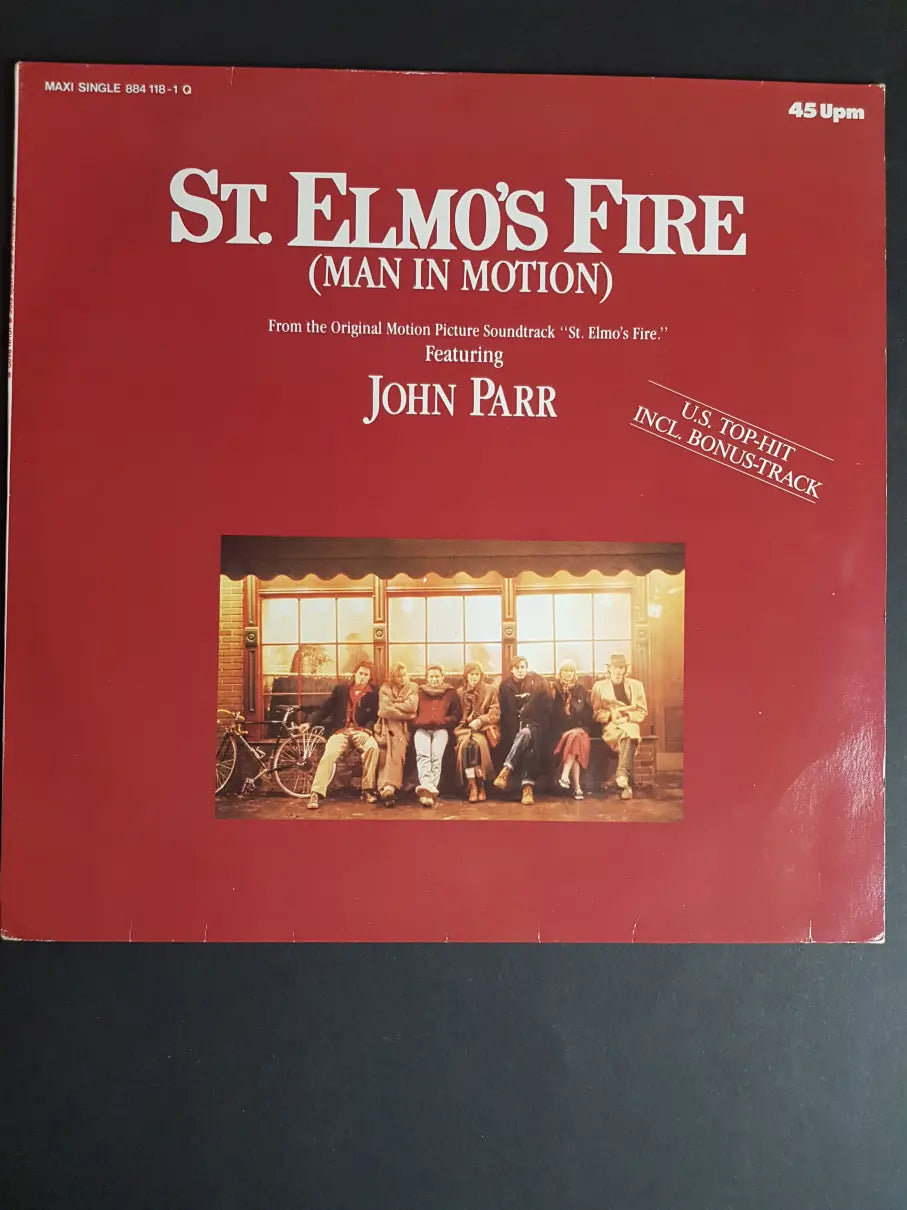 MAXI SINGLE 884 118-1 Q
45 Upm
ST. ELMO'S FIRE
(MAN IN MOTION)
From the Original Motion Picture Soundtrack "St. Elmo's Fire."
Featuring
JOHN PARR
U.S. TOP-HIT
INCL. BONUS-TRACK